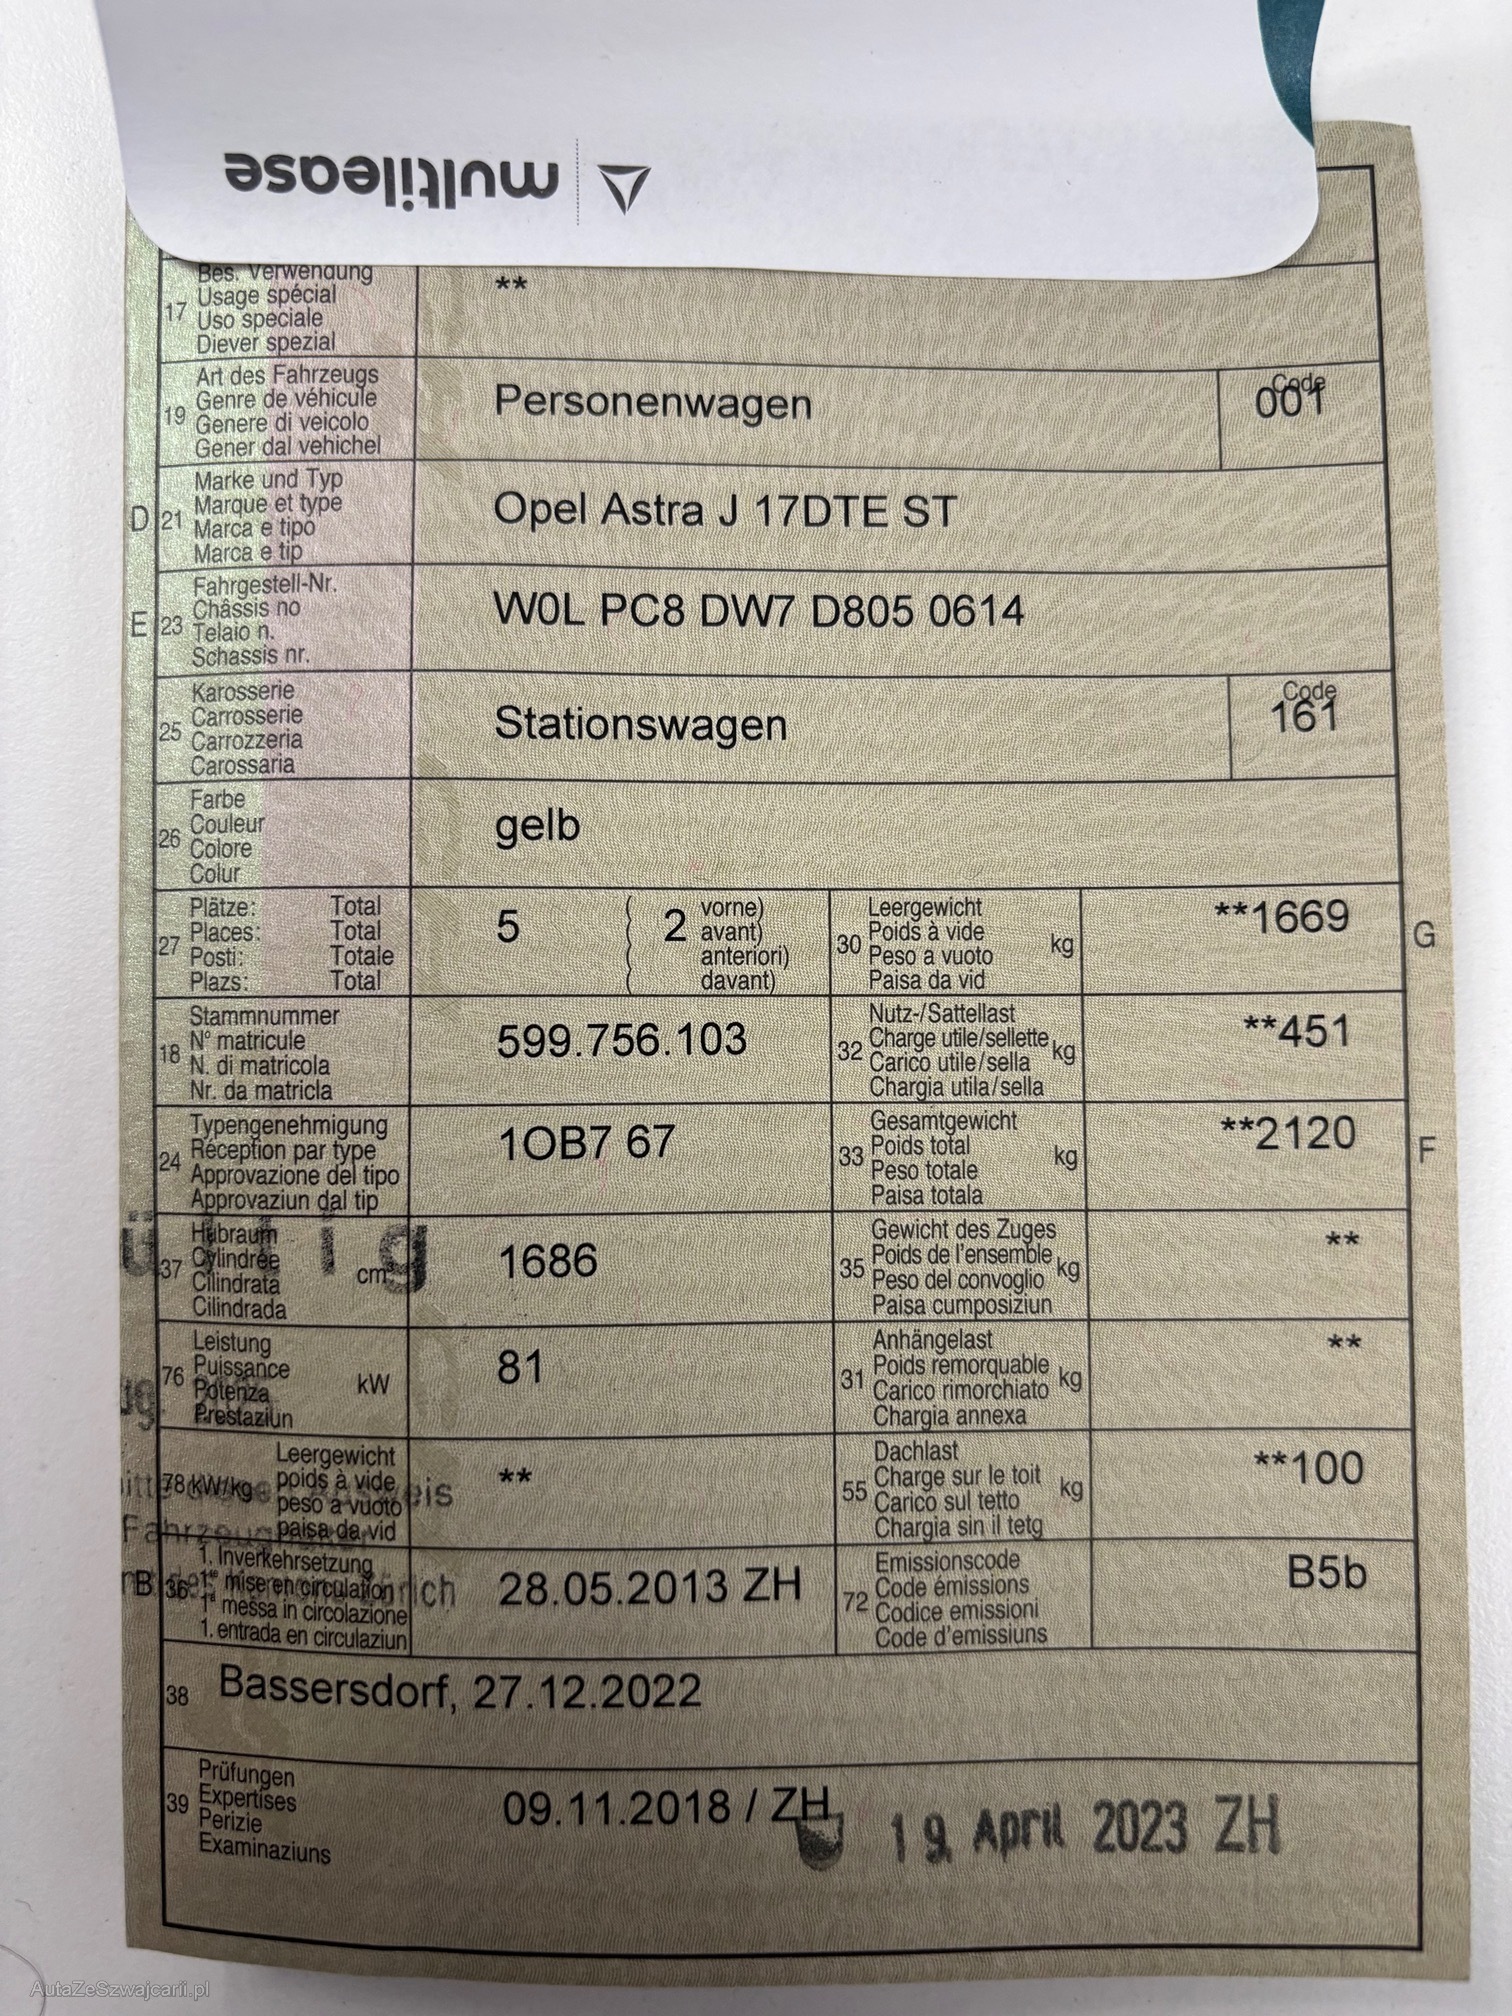 multilease
17 Bes. Verwendung
Usage spécial
Uso speciale
Diever spezial
**
19 Art des Fahrzeugs
Genre de véhicule
Genere di veicolo
Gener dal vehichel
Personenwagen
Code
001
D 21 Marke und Typ
Marque et type
Marca e tipo
Marca e tip
Opel Astra J 17DTE ST
E 23 Fahrgestell-Nr.
Châssis no
Telaio n.
Schassis nr.
W0L PC8 DW7 D805 0614
25 Karosserie
Carrosserie
Carrozzeria
Carossaria
Stationswagen
Code
161
26 Farbe
Couleur
Colore
Colur
gelb
27 Plätze: Total
Places: Total
Posti: Totale
Plazs: Total
5 ( 2 vorne)
avant)
anteriori)
davant)
30 Leergewicht
Poids à vide
Peso a vuoto
Paisa da vid
kg
**1669
G
18 Stammnummer
N° matricule
N. di matricola
Nr. da matricla
599.756.103
32 Nutz-/Sattellast
Charge utile/sellette
Carico utile/sella
Chargia utila/sella
kg
**451
24 Typengenehmigung
Réception par type
Approvazione del tipo
Approvaziun dal tip
1OB7 67
33 Gesamtgewicht
Poids total
Peso totale
Paisa totala
kg
**2120
F
37 Hubraum
Cylindrée
Cilindrata
Cilindrada
cm
1686
35 Gewicht des Zuges
Poids de l'ensemble
Peso del convoglio
Paisa cumposiziun
kg
**
76 Leistung
Puissance
Potenza
Prestaziun
kW
81
31 Anhängelast
Poids remorquable
Carico rimorchiato
Chargia annexa
kg
**
78 kW/kg Leergewicht
poids à vide
peso a vuoto
paisa da vid
**
55 Dachlast
Charge sur le toit
Carico sul tetto
Chargia sin il tetg
kg
**100
B 36 1. Inverkehrsetzung
1re mise en circulation
1a messa in circolazione
1. entrada en circulaziun
28.05.2013 ZH
72 Emissionscode
Code émissions
Codice emissioni
Code d'emissiuns
B5b
38 Bassersdorf, 27.12.2022
39 Prüfungen
Expertises
Perizie
Examinaziuns
09.11.2018 / ZH
19. April 2023 ZH
AutaZeSzwajcarii.pl